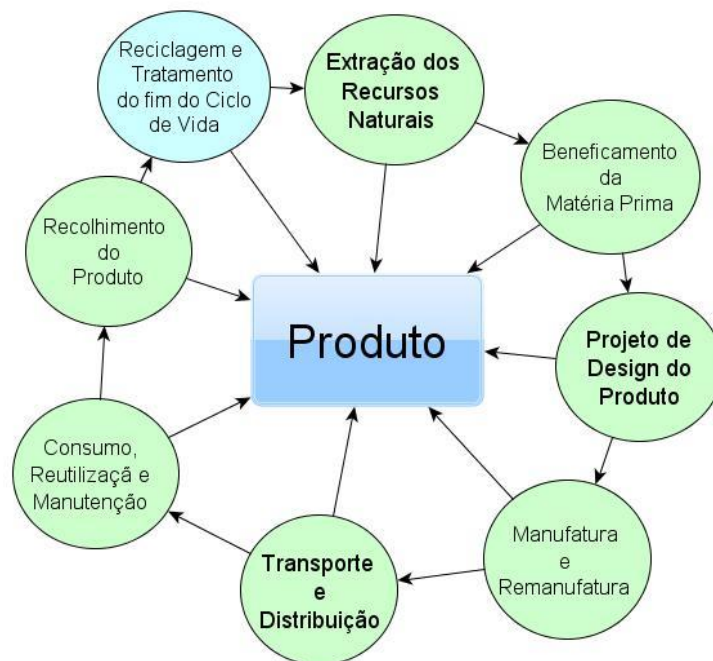 Reciclagem e
Tratamento
do fim do Ciclo
de Vida
Extração dos
Recursos
Naturais
Beneficamento
da
Matéria Prima
Projeto de
Design do
Produto
Manufatura
e
Remanufatura
Transporte
e
Distribuição
Consumo,
Reutilizaçã e
Manutenção
Recolhimento
do
Produto
Produto